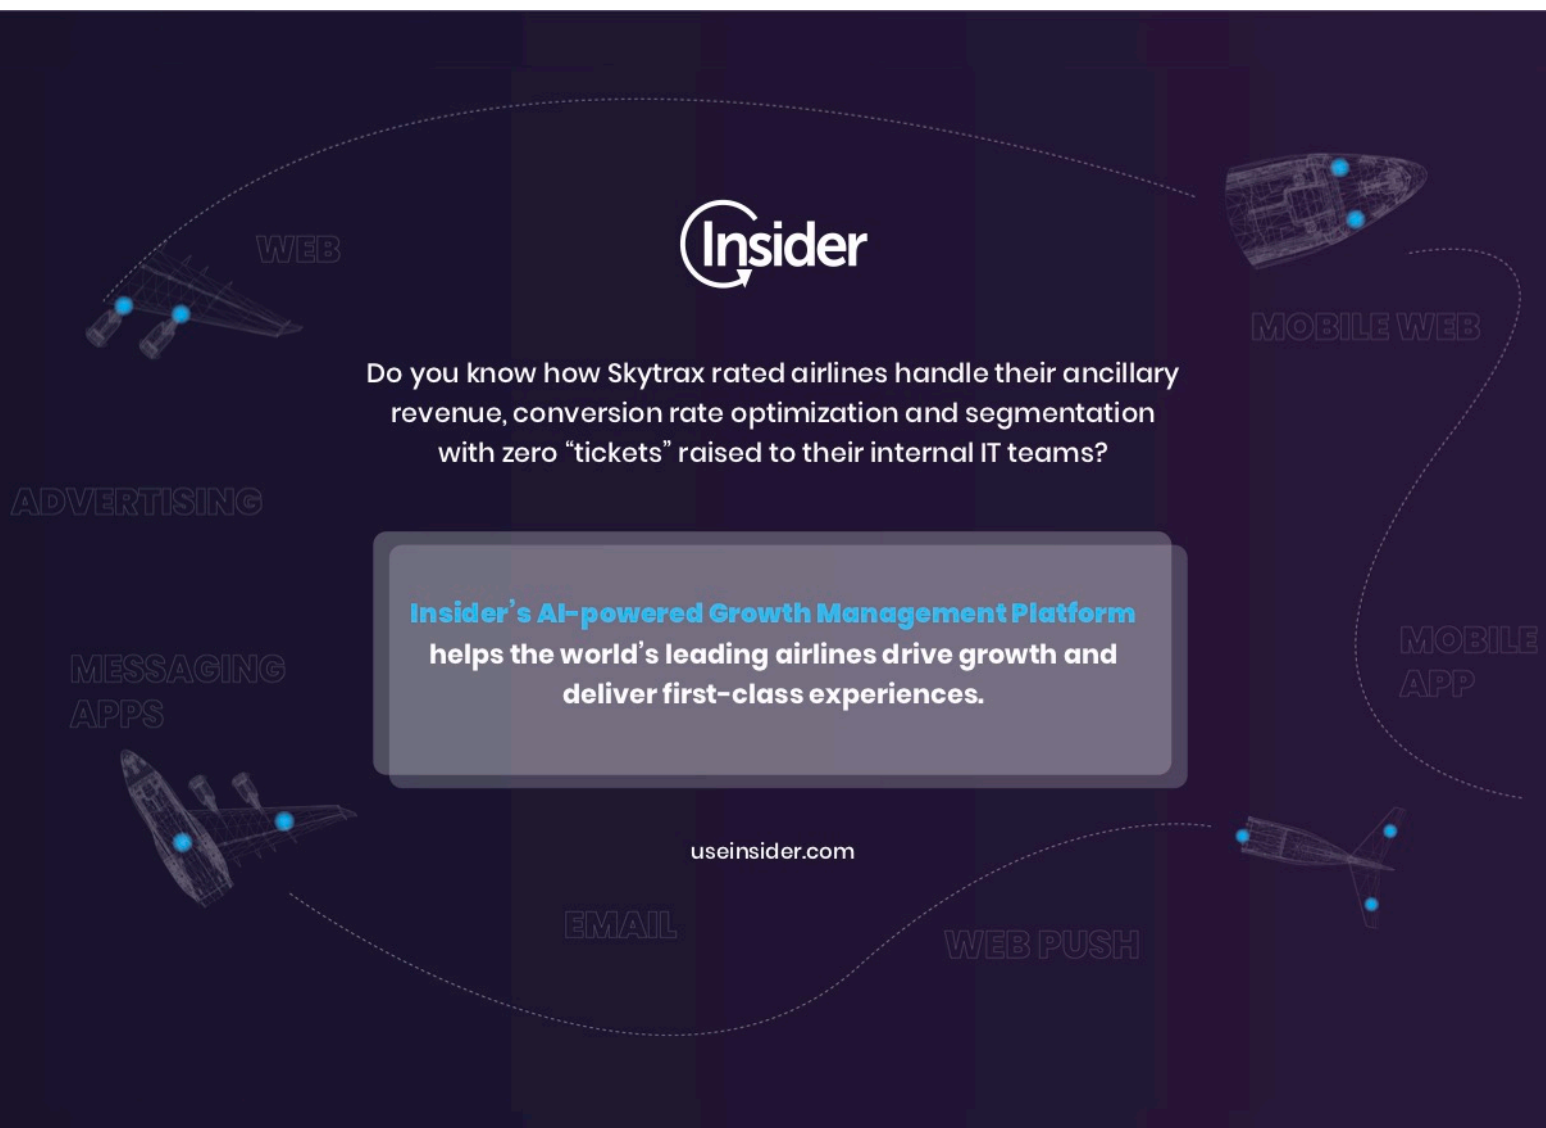 Insider
WEB
MOBILE WEB
Do you know how Skytrax rated airlines handle their ancillary
revenue, conversion rate optimization and segmentation
with zero “tickets” raised to their internal IT teams?
ADVERTISING
Insider’s AI-powered Growth Management Platform
helps the world’s leading airlines drive growth and
deliver first-class experiences.
MESSAGING
APPS
MOBILE
APP
useinsider.com
EMAIL
WEB PUSH